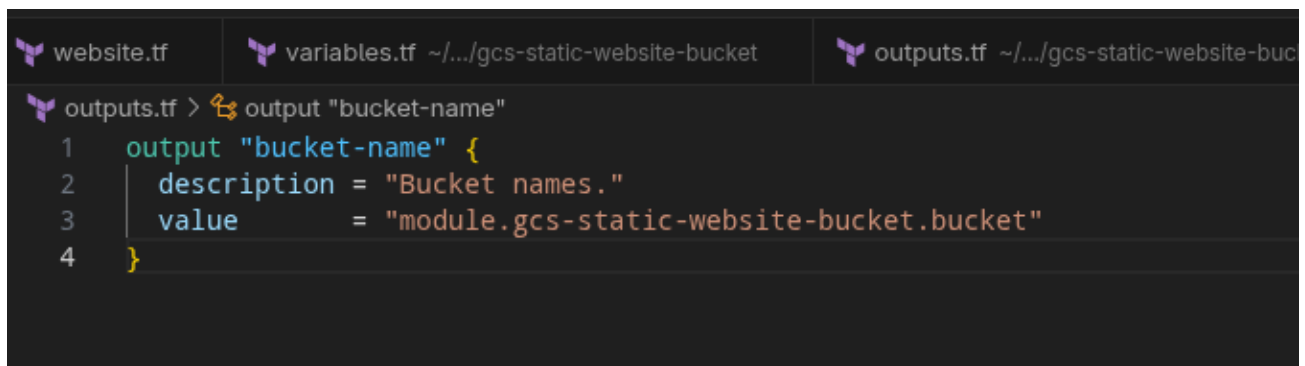 website.tf variables.tf ~/.../gcs-static-website-bucket outputs.tf ~/.../gcs-static-website-buc
outputs.tf > output "bucket-name"
1 output "bucket-name" {
2 description = "Bucket names."
3 value = "module.gcs-static-website-bucket.bucket"
4 }